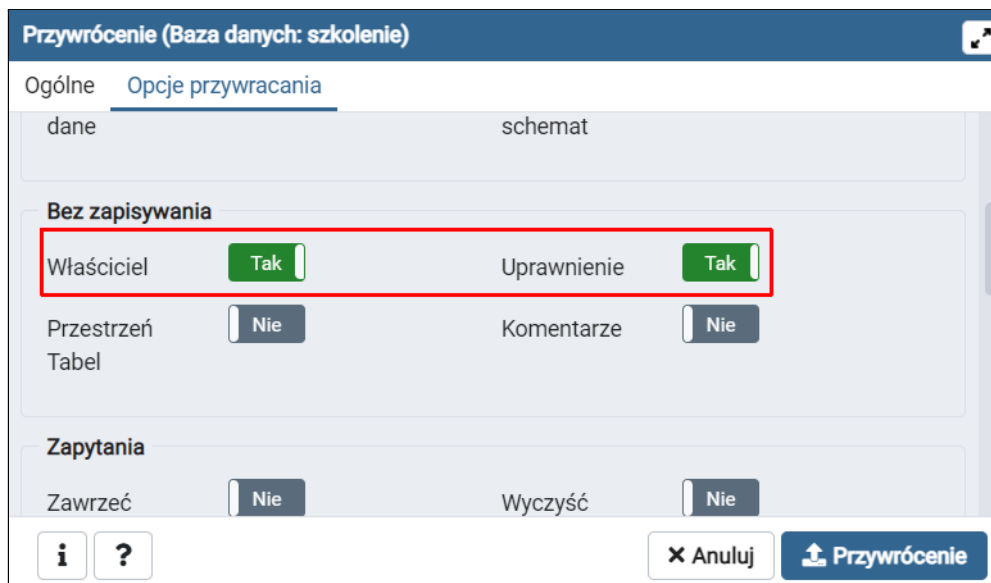 Przywrócenie (Baza danych: szkolenie)
Ogólne Opcje przywracania
dane schemat
Bez zapisywania
Właściciel Tak Uprawnienie Tak
Przestrzeń Nie Komentarze Nie
Tabel
Zapytania
Zawrzeć Nie Wyczyść Nie
i ? Anuluj Przywrócenie